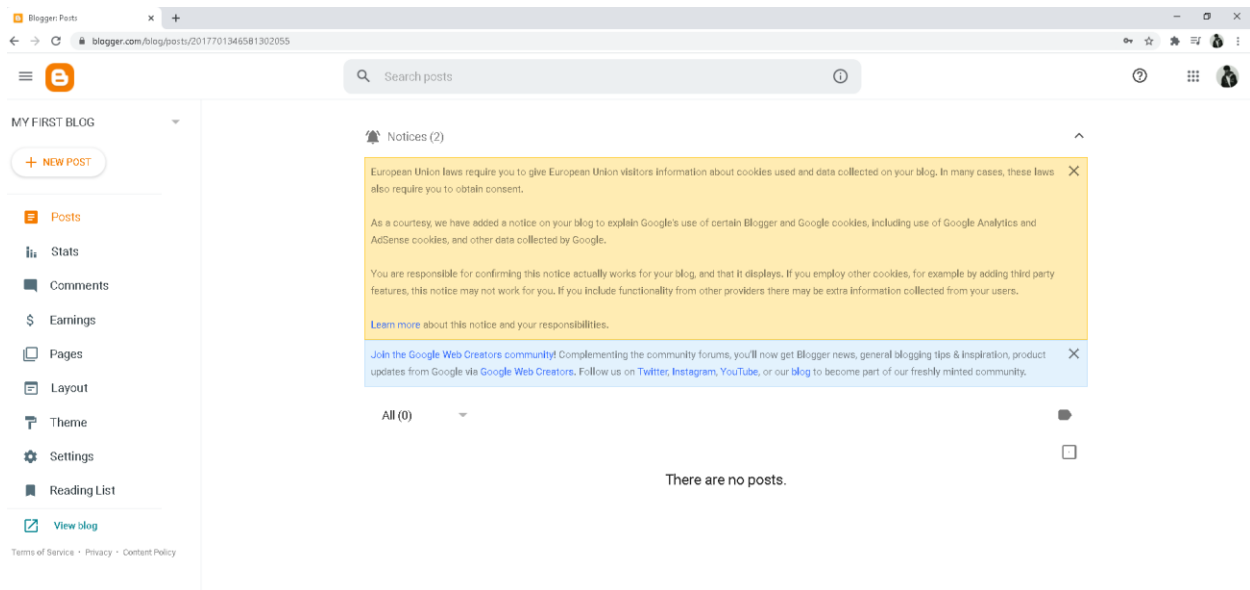 Blogger: Posts
blogger.com/blog/posts/2017701346581302055
Search posts
MY FIRST BLOG
NEW POST
Posts
Stats
Comments
Earnings
Pages
Layout
Theme
Settings
Reading List
View blog
Terms of Service • Privacy • Content Policy
Notices (2)
European Union laws require you to give European Union visitors information about cookies used and data collected on your blog. In many cases, these laws
also require you to obtain consent.
As a courtesy, we have added a notice on your blog to explain Google's use of certain Blogger and Google cookies, including use of Google Analytics and
AdSense cookies, and other data collected by Google.
You are responsible for confirming this notice actually works for your blog, and that it displays. If you employ other cookies, for example by adding third party
features, this notice may not work for you. If you include functionality from other providers there may be extra information collected from your users.
Learn more about this notice and your responsibilities.
Join the Google Web Creators community! Complementing the community forums, you'll now get Blogger news, general blogging tips & inspiration, product
updates from Google via Google Web Creators. Follow us on Twitter, Instagram, YouTube, or our blog to become part of our freshly minted community.
All (0)
There are no posts.